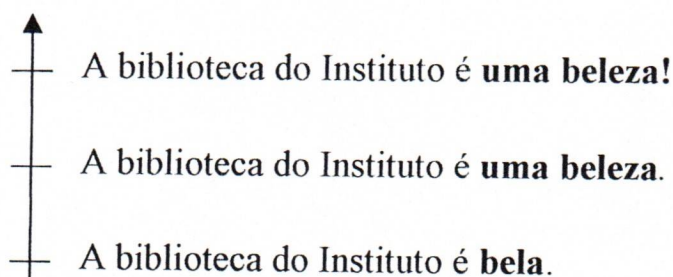 A biblioteca do Instituto é uma beleza!
A biblioteca do Instituto é uma beleza.
A biblioteca do Instituto é bela.